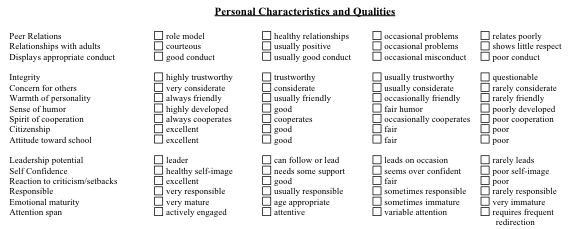 Personal Characteristics and Qualities
Peer Relations ☐ role model ☐ healthy relationships ☐ occasional problems ☐ relates poorly
Relationships with adults ☐ courteous ☐ usually positive ☐ occasional problems ☐ shows little respect
Displays appropriate conduct ☐ good conduct ☐ usually good conduct ☐ occasional misconduct ☐ poor conduct
Integrity ☐ highly trustworthy ☐ trustworthy ☐ usually trustworthy ☐ questionable
Concern for others ☐ very considerate ☐ considerate ☐ usually considerate ☐ rarely considerate
Warmth of personality ☐ always friendly ☐ usually friendly ☐ occasionally friendly ☐ rarely friendly
Sense of humor ☐ highly developed ☐ good ☐ fair humor ☐ poorly developed
Spirit of cooperation ☐ always cooperates ☐ cooperates ☐ occasionally cooperates ☐ poor cooperation
Citizenship ☐ excellent ☐ good ☐ fair ☐ poor
Attitude toward school ☐ excellent ☐ good ☐ fair ☐ poor
Leadership potential ☐ leader ☐ can follow or lead ☐ leads on occasion ☐ rarely leads
Self Confidence ☐ healthy self-image ☐ needs some support ☐ seems over confident ☐ poor self-image
Reaction to criticism/setbacks ☐ excellent ☐ good ☐ fair ☐ poor
Responsible ☐ very responsible ☐ usually responsible ☐ sometimes responsible ☐ rarely responsible
Emotional maturity ☐ very mature ☐ age appropriate ☐ sometimes immature ☐ very immature
Attention span ☐ actively engaged ☐ attentive ☐ variable attention ☐ requires frequent
redirection